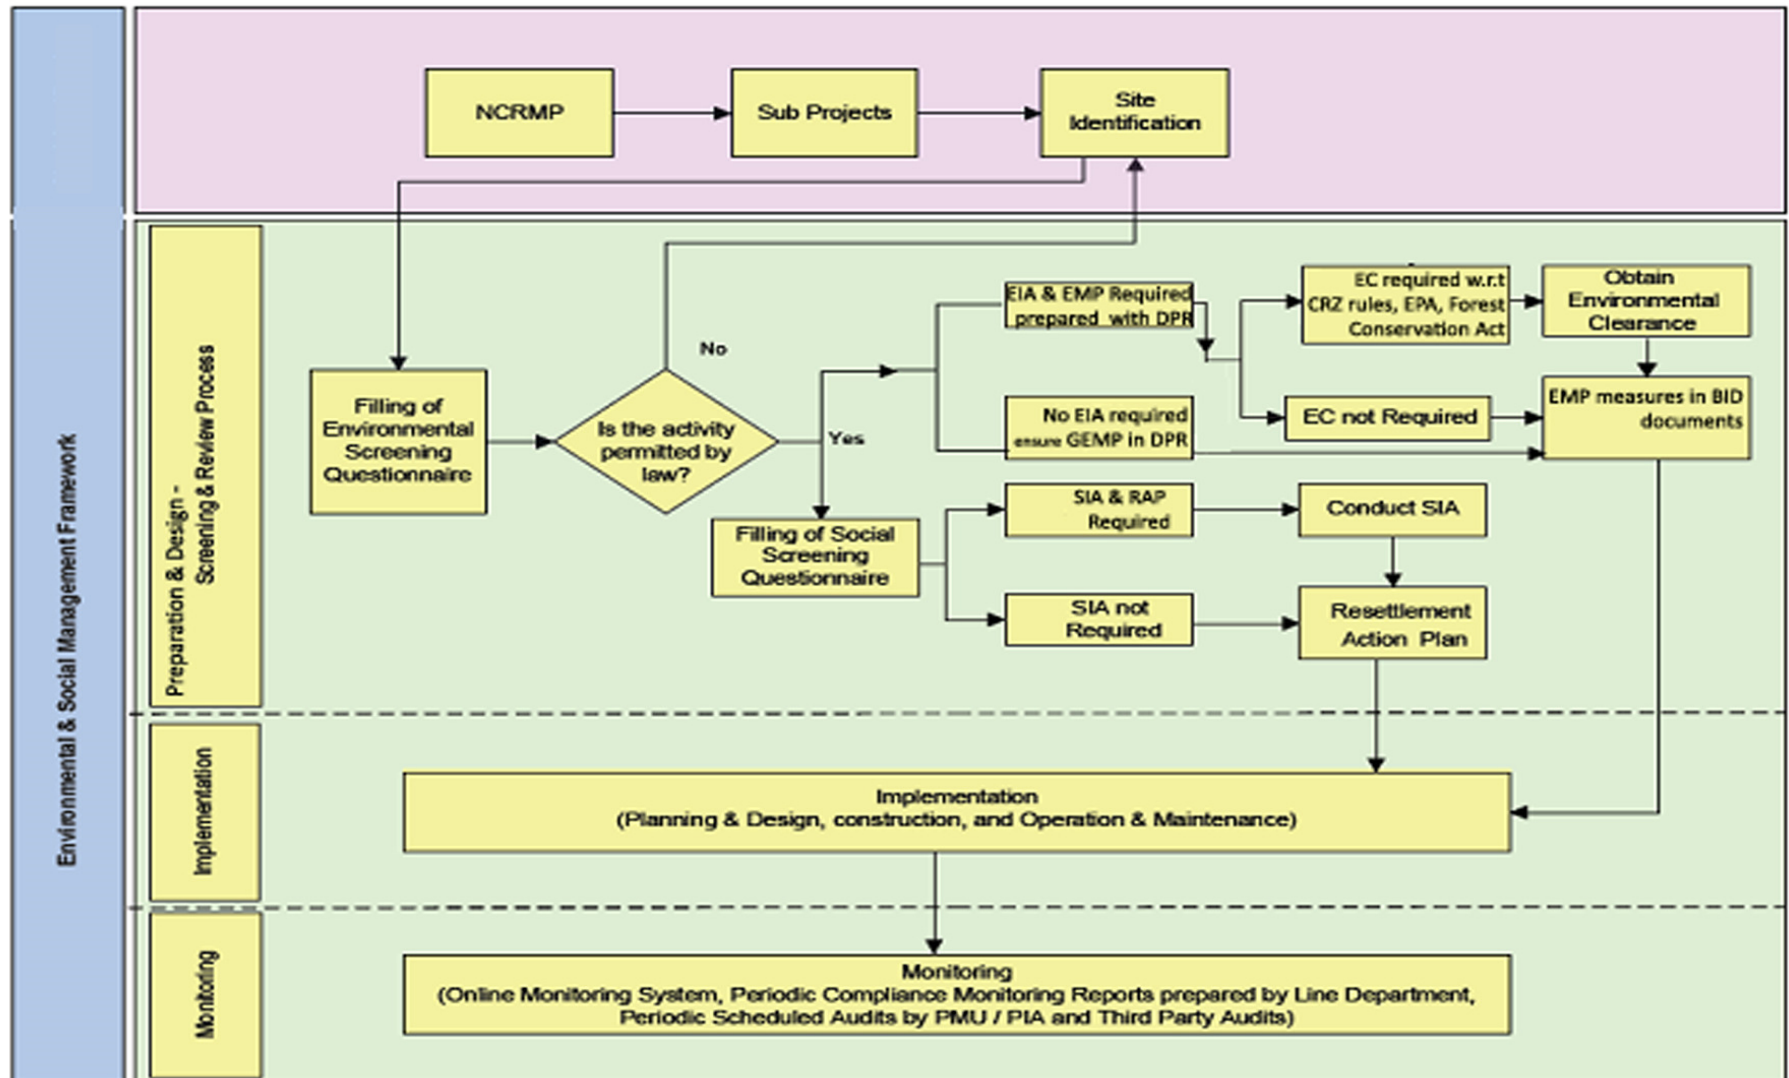 Environmental & Social Management Framework
NCRMP
Sub Projects
Site
Identification
Preparation & Design -
Screening & Review Process
Filling of
Environmental
Screening
Questionnaire
Is the activity
permitted by
law?
No
Yes
EIA & EMP Required
prepared with DPR
EC required w.r.t
CRZ rules, EPA, Forest
Conservation Act
Obtain
Environmental
Clearance
No EIA required
ensure GEMP in DPR
EC not Required
EMP measures in BID
documents
Filling of Social
Screening
Questionnaire
SIA & RAP
Required
Conduct SIA
SIA not
Required
Resettlement
Action Plan
Implementation
Implementation
(Planning & Design, construction, and Operation & Maintenance)
Monitoring
Monitoring
(Online Monitoring System, Periodic Compliance Monitoring Reports prepared by Line Department,
Periodic Scheduled Audits by PMU / PIA and Third Party Audits)